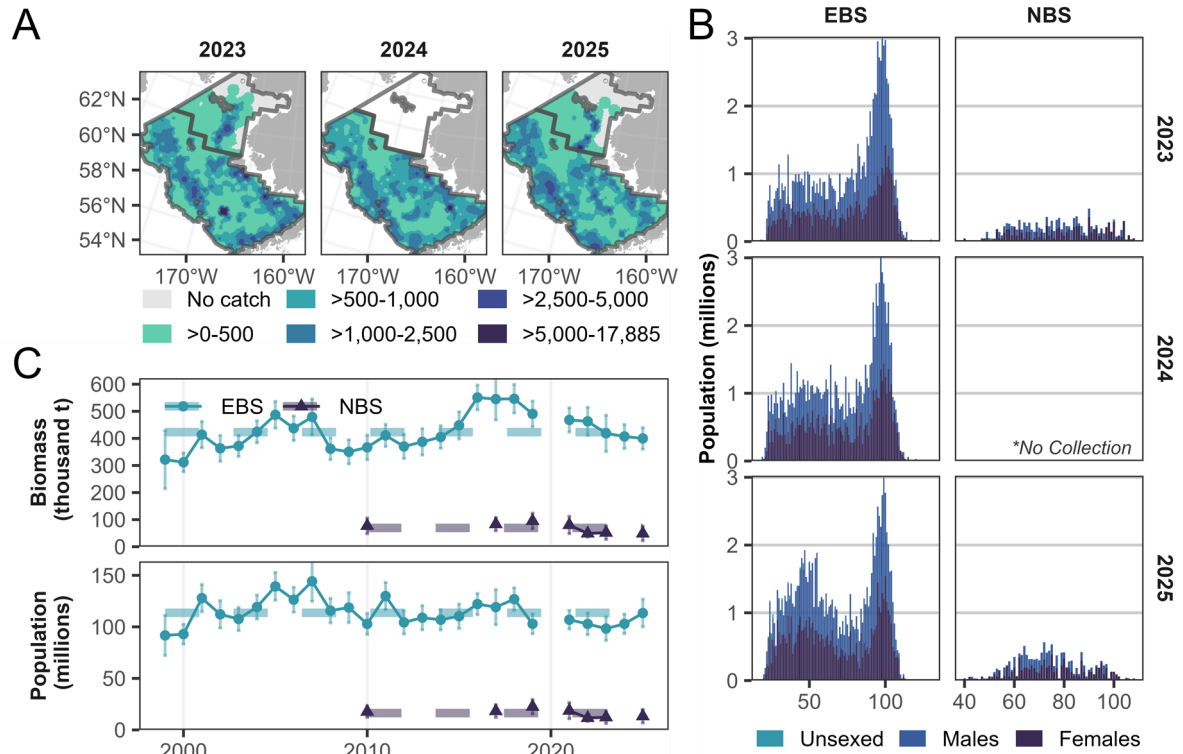 A
2023
2024
2025
62°N
60°N
58°N
56°N
54°N
170°W
160°W
170°W
160°W
170°W
160°W
No catch
>500-1,000
>2,500-5,000
>0-500
>1,000-2,500
>5,000-17,885
B
EBS
NBS
Population (millions)
3
2
1
0
2023
3
2
1
0
*No Collection
2024
3
2
1
0
2025
50
100
40
60
80
100
Unsexed
Males
Females
C
Biomass
(thousand t)
600
500
400
300
200
100
0
EBS
NBS
Population
(millions)
150
100
50
0
2000
2010
2020